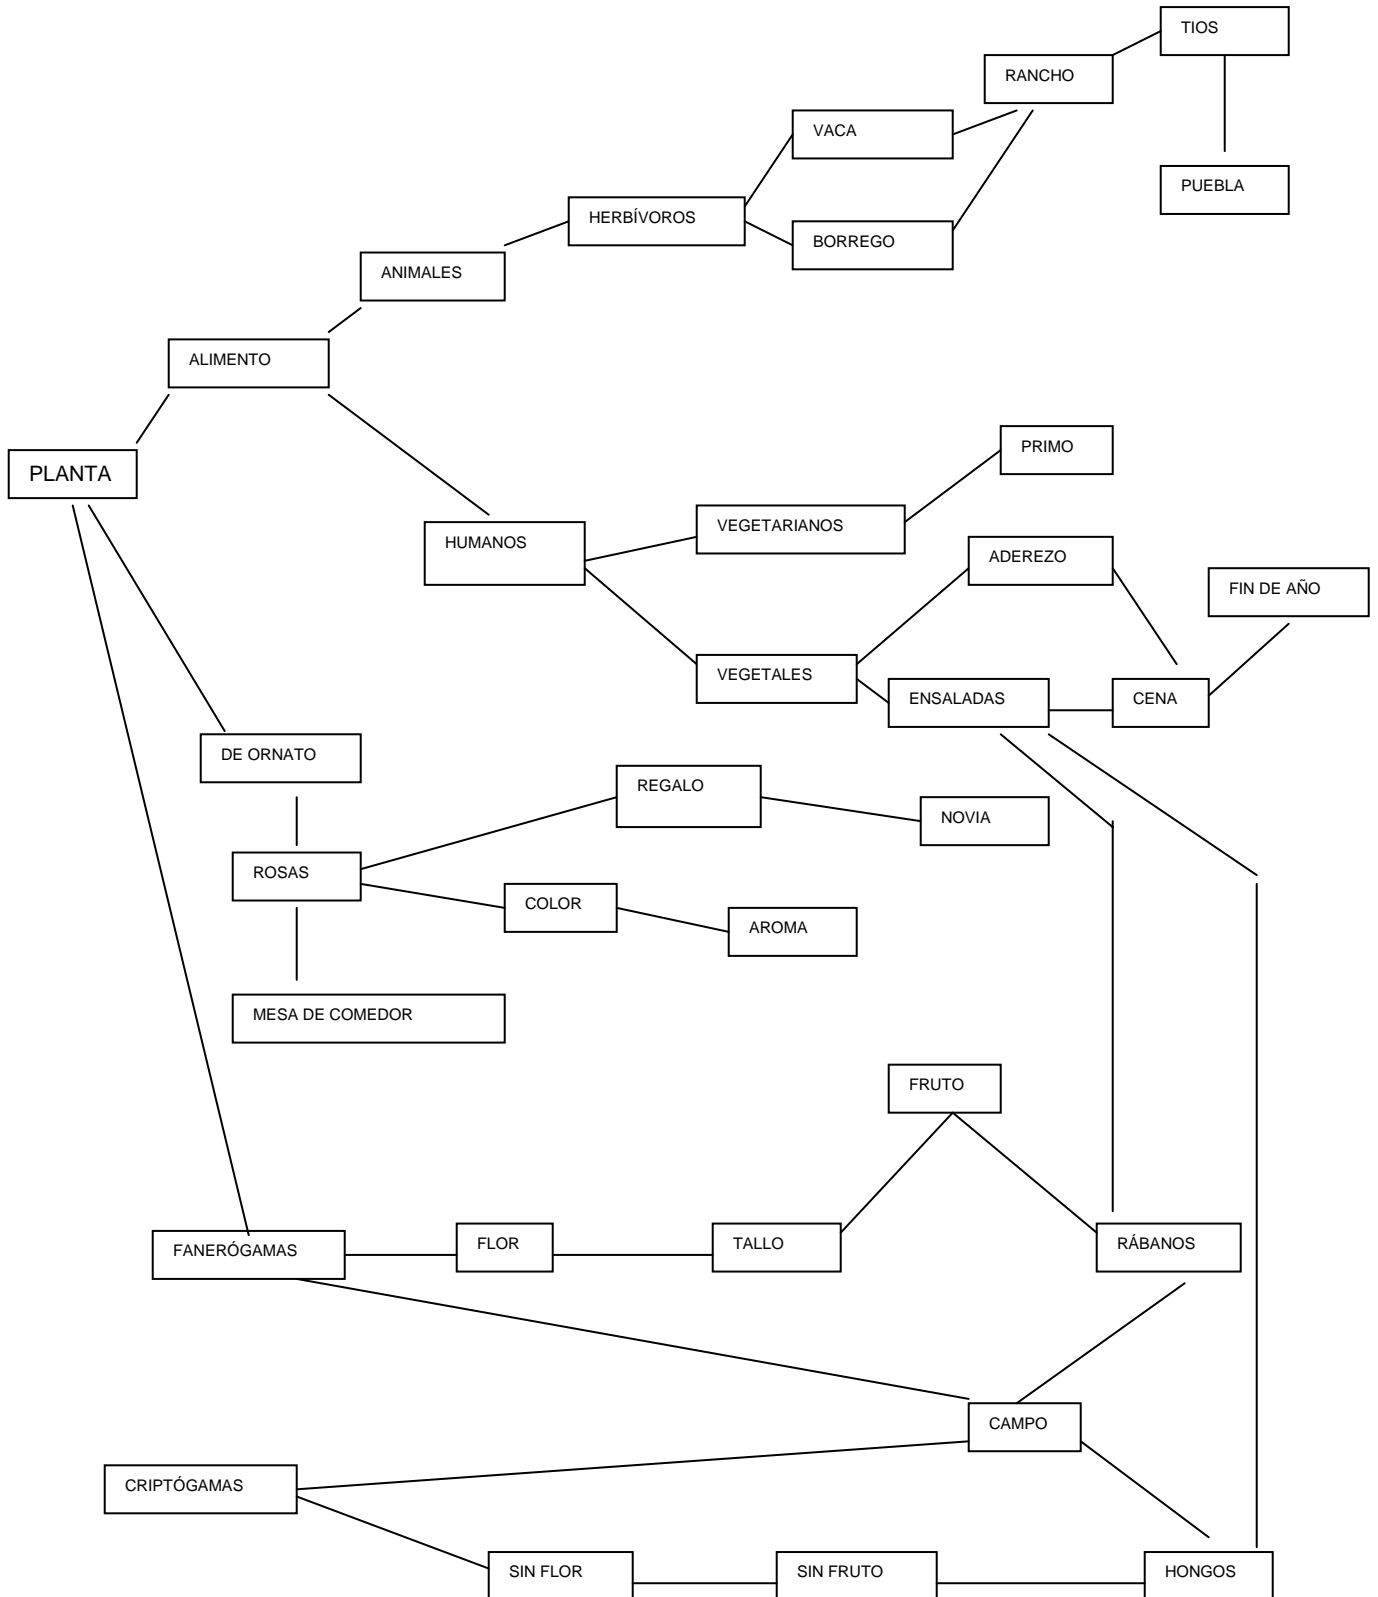 TIOS
RANCHO
VACA
PUEBLA
HERBÍVOROS
BORREGO
ANIMALES
ALIMENTO
PRIMO
PLANTA
VEGETARIANOS
HUMANOS
ADEREZO
FIN DE AÑO
VEGETALES
ENSALADAS
CENA
DE ORNATO
REGALO
NOVIA
ROSAS
COLOR
AROMA
MESA DE COMEDOR
FRUTO
FANERÓGAMAS
FLOR
TALLO
RÁBANOS
CAMPO
CRIPTÓGAMAS
SIN FLOR
SIN FRUTO
HONGOS